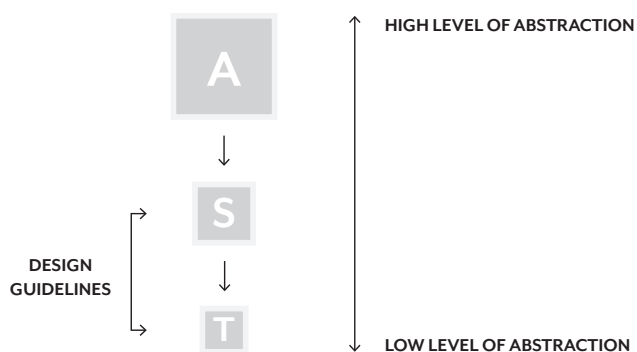 A
HIGH LEVEL OF ABSTRACTION
S
DESIGN
GUIDELINES
T
LOW LEVEL OF ABSTRACTION